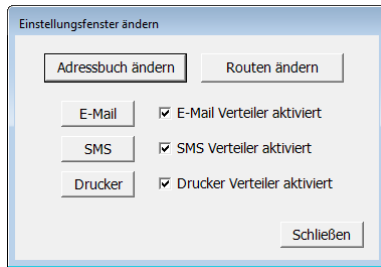 Einstellungsfenster ändern
Adressbuch ändern Routen ändern
E-Mail E-Mail Verteiler aktiviert
SMS SMS Verteiler aktiviert
Drucker Drucker Verteiler aktiviert
Schließen